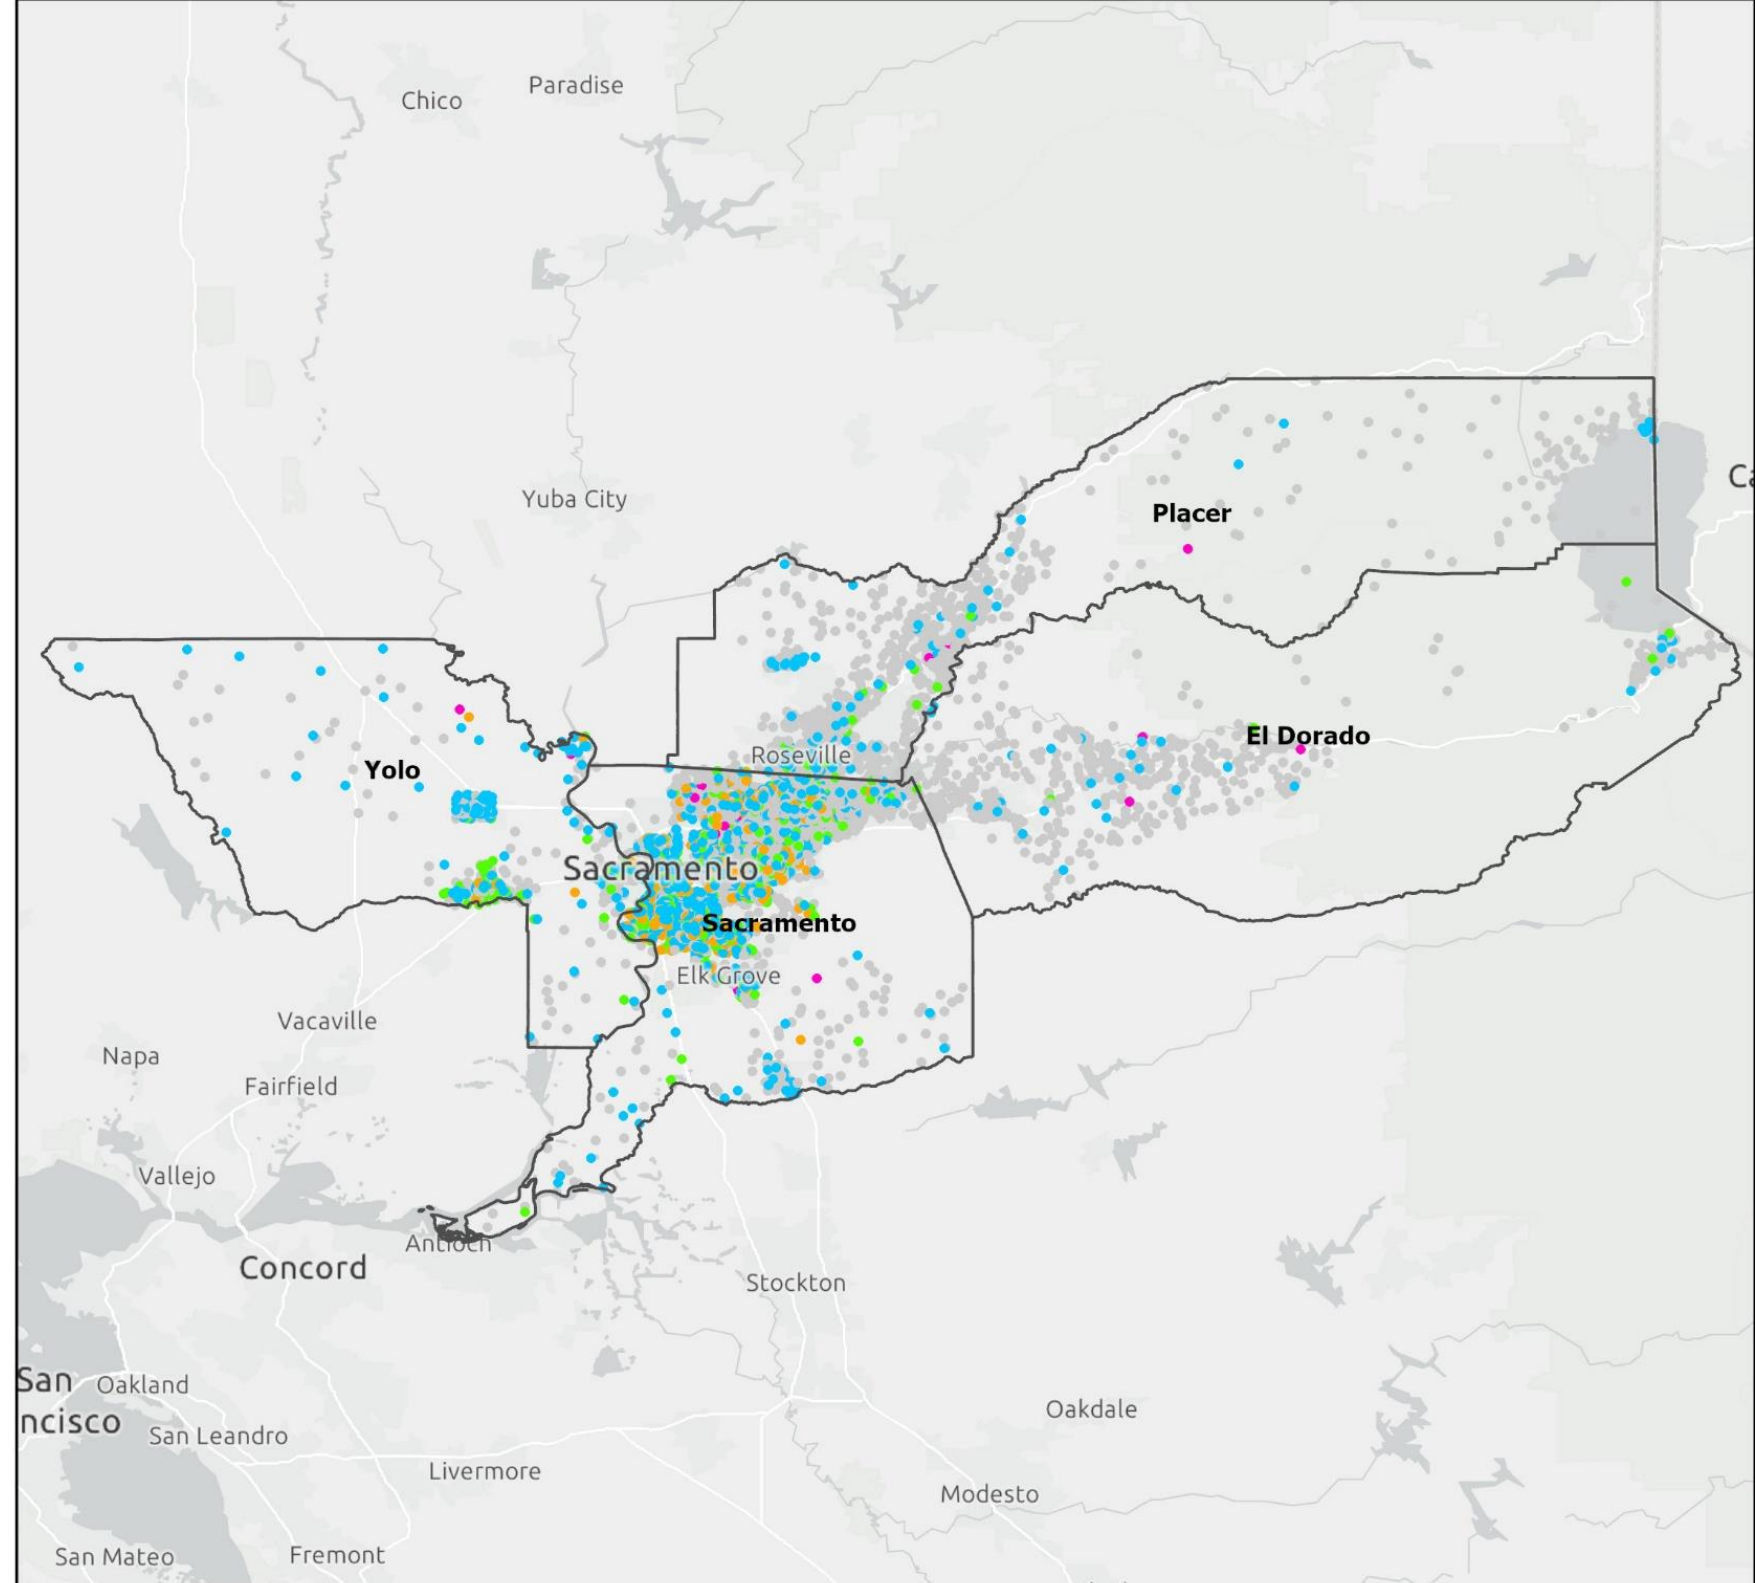 Paradise
Chico
Ca
Yuba City
Placer
El Dorado
Roseville
Yolo
Sacramento
Sacramento
Elk Grove
Vacaville
Napa
Fairfield
Vallejo
Antioch
Concord
Stockton
San
ncisco
Oakland
Oakdale
San Leandro
Livermore
Modesto
San Mateo
Fremont